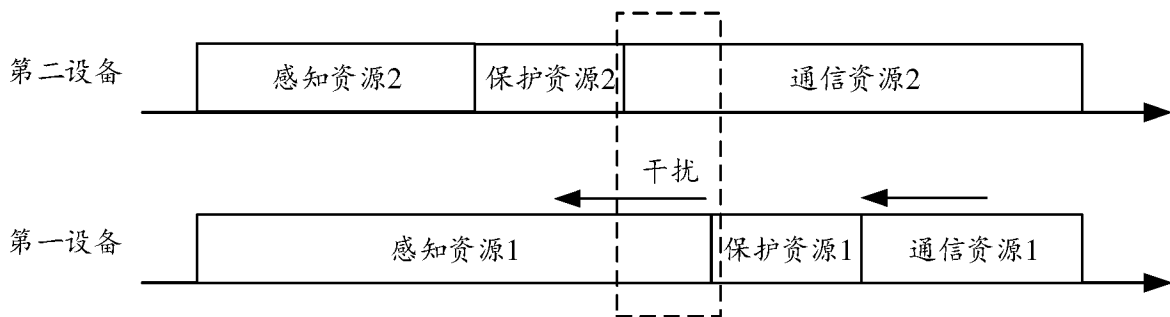 第二设备 感知资源2 保护资源2 通信资源2
干扰
第一设备 感知资源1 保护资源1 通信资源1